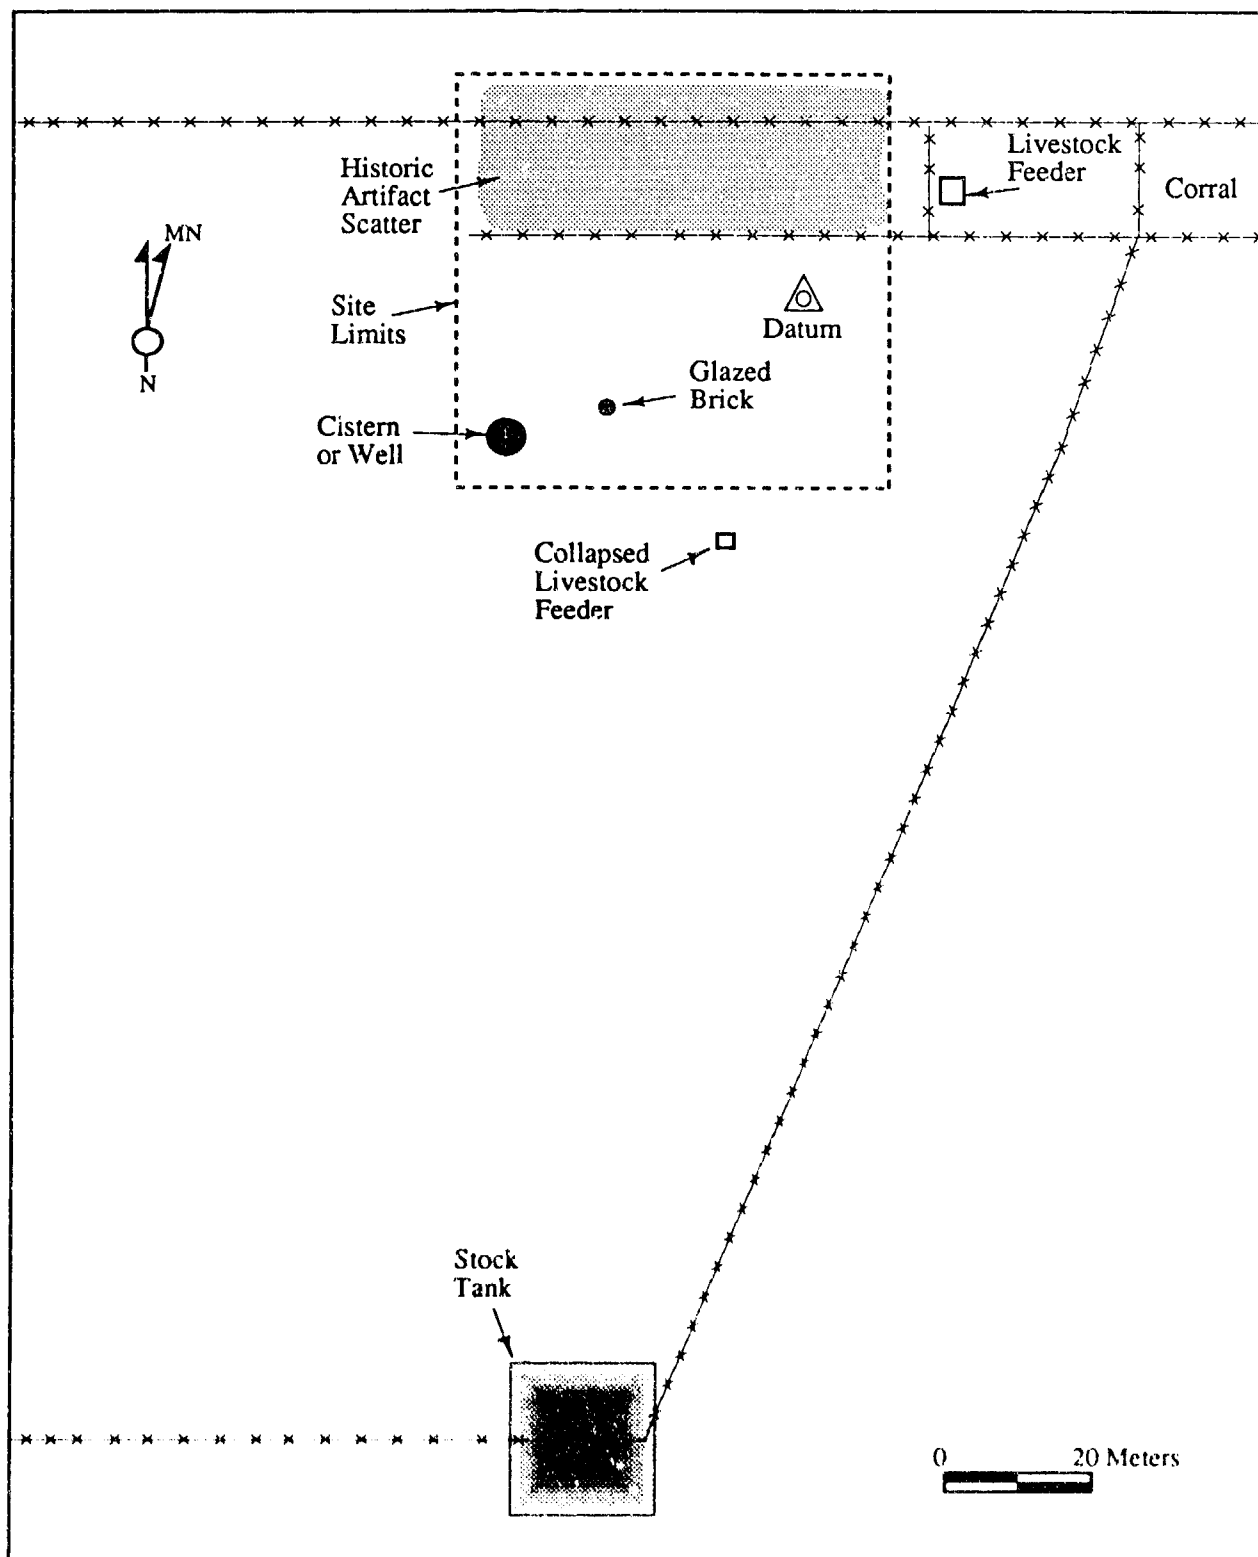 Livestock
Feeder
Corral
Historic
Artifact
Scatter
MN
N
Site
Limits
Datum
Glazed
Brick
Cistern
or Well
Collapsed
Livestock
Feeder
Stock
Tank
0 20 Meters